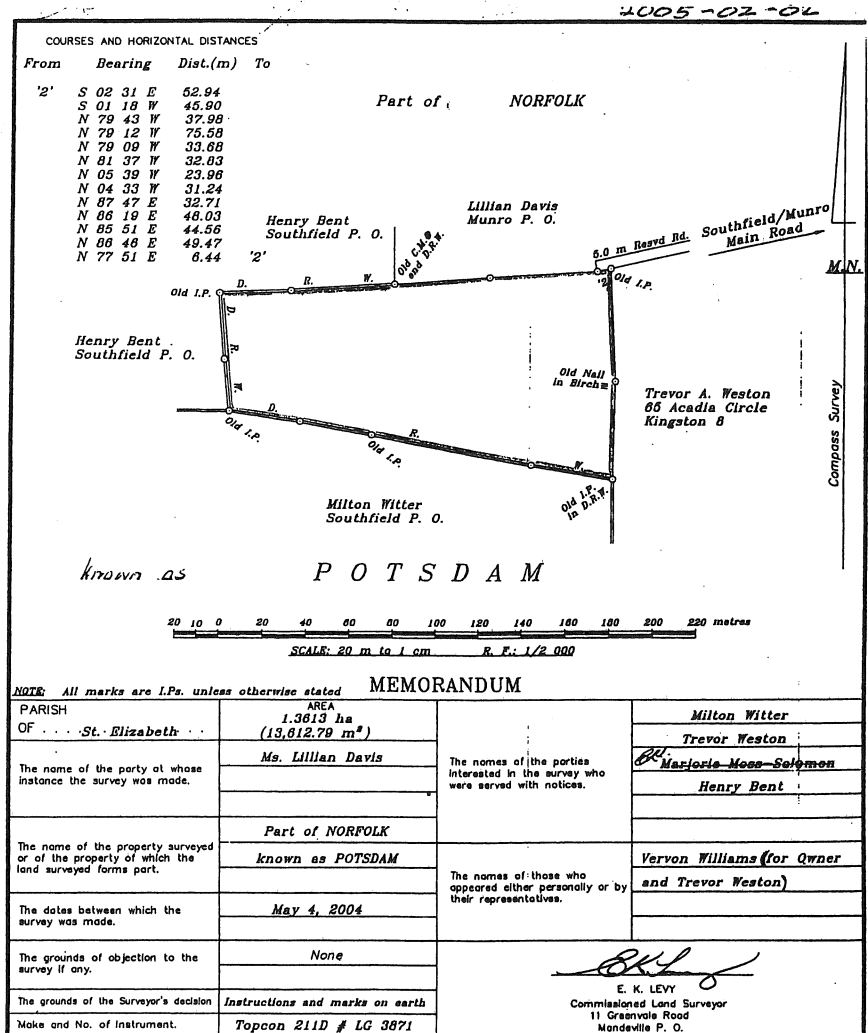 2005-02-02
COURSES AND HORIZONTAL DISTANCES
From Bearing Dist.(m) To
'2' S 02 31 E 52.94
S 01 18 W 45.90
N 79 43 W 37.98
N 79 12 W 75.58
N 79 09 W 33.68
N 81 37 W 32.83
N 05 39 W 23.96
N 04 33 W 31.24
N 87 47 E 32.71
N 86 19 E 48.03
N 85 51 E 44.56
N 86 48 E 49.47
N 77 51 E 6.44 '2'
Part of NORFOLK
Lillian Davis
Munro P. O.
Henry Bent
Southfield P. O.
Old C.M.
and D.R.W.
6.0 m Resvd Rd.
Southfield/Munro
Main Road
M.N.
Old I.P.
D. R. W.
'2'
Old I.P.
D. R. W.
Henry Bent
Southfield P. O.
Old Nail
in Birch
Trevor A. Weston
65 Acadia Circle
Kingston 8
Compass Survey
Old I.P.
D. R. W.
Old I.P.
Old I.P.
in D.R.W.
Milton Witter
Southfield P. O.
known as
POTSDAM
20 10 0 20 40 60 80 100 120 140 160 180 200 220 metres
SCALE: 20 m to 1 cm R. F.: 1/2 000
NOTE: All marks are I.Ps. unless otherwise stated
MEMORANDUM
PARISH
OF . . . . St. Elizabeth . .
AREA
1.3613 ha
(13,612.79 m²)
The name of the party at whose
instance the survey was made.
Ms. Lillian Davis
The names of the parties
interested in the survey who
were served with notices.
Milton Witter
Trevor Weston
Marjorie Moss-Solomon
Henry Bent
The name of the property surveyed
or of the property of which the
land surveyed forms part.
Part of NORFOLK
known as POTSDAM
The names of those who
appeared either personally or by
their representatives.
Vervon Williams (for Owner
and Trevor Weston)
The dates between which the
survey was made.
May 4, 2004
The grounds of objection to the
survey if any.
None
The grounds of the Surveyor's decision
Instructions and marks on earth
Make and No. of Instrument.
Topcon 211D # LG 3871
E. K. LEVY
Commissioned Land Surveyor
11 Greenvale Road
Mandeville P. O.